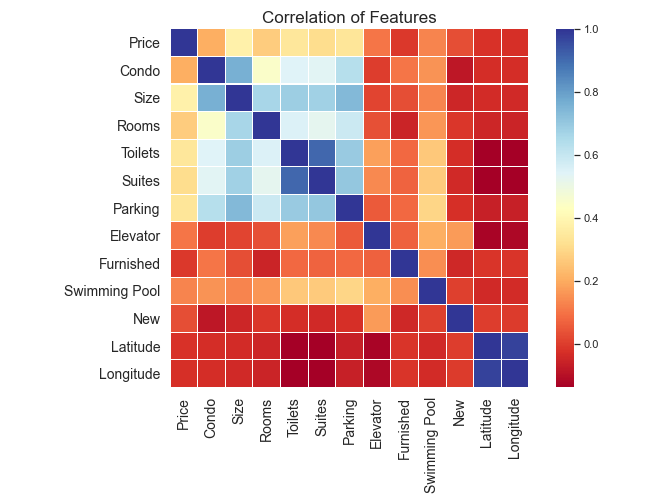 Correlation of Features
Price
Condo
Size
Rooms
Toilets
Suites
Parking
Elevator
Furnished
Swimming Pool
New
Latitude
Longitude
1.0
0.8
0.6
0.4
0.2
0.0
Price
Condo
Size
Rooms
Toilets
Suites
Parking
Elevator
Furnished
Swimming Pool
New
Latitude
Longitude